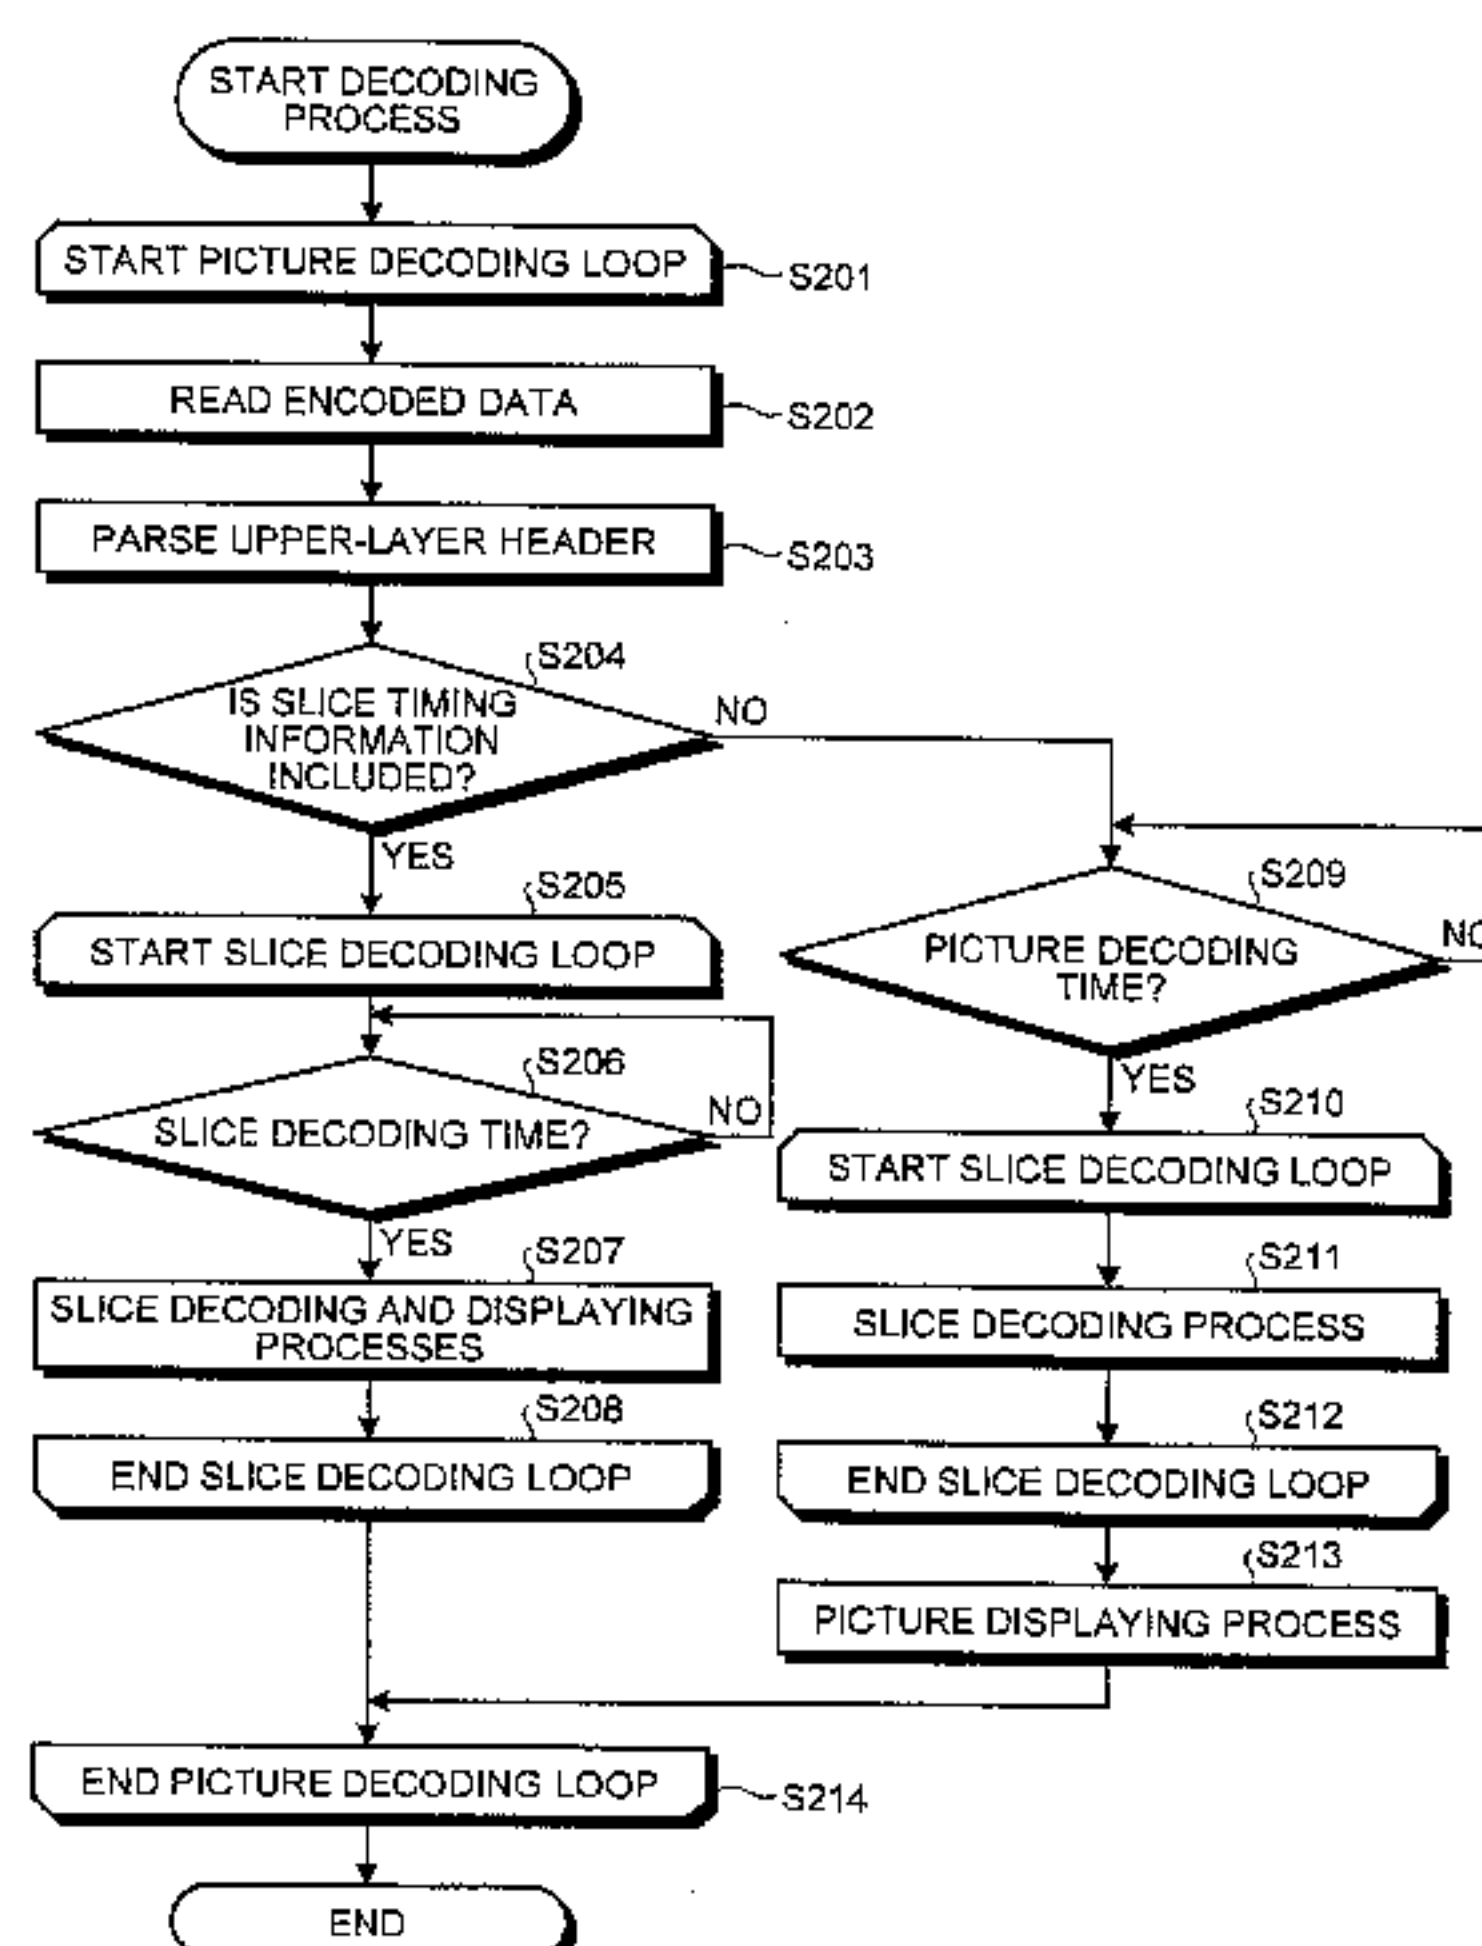 START DECODING
PROCESS
START PICTURE DECODING LOOP
S201
READ ENCODED DATA
S202
PARSE UPPER-LAYER HEADER
S203
S204
IS SLICE TIMING
INFORMATION
INCLUDED?
NO
YES
S205
START SLICE DECODING LOOP
S206
SLICE DECODING TIME?
NO
YES
S207
SLICE DECODING AND DISPLAYING
PROCESSES
S208
END SLICE DECODING LOOP
S209
PICTURE DECODING
TIME?
NO
YES
S210
START SLICE DECODING LOOP
S211
SLICE DECODING PROCESS
S212
END SLICE DECODING LOOP
S213
PICTURE DISPLAYING PROCESS
END PICTURE DECODING LOOP
S214
END